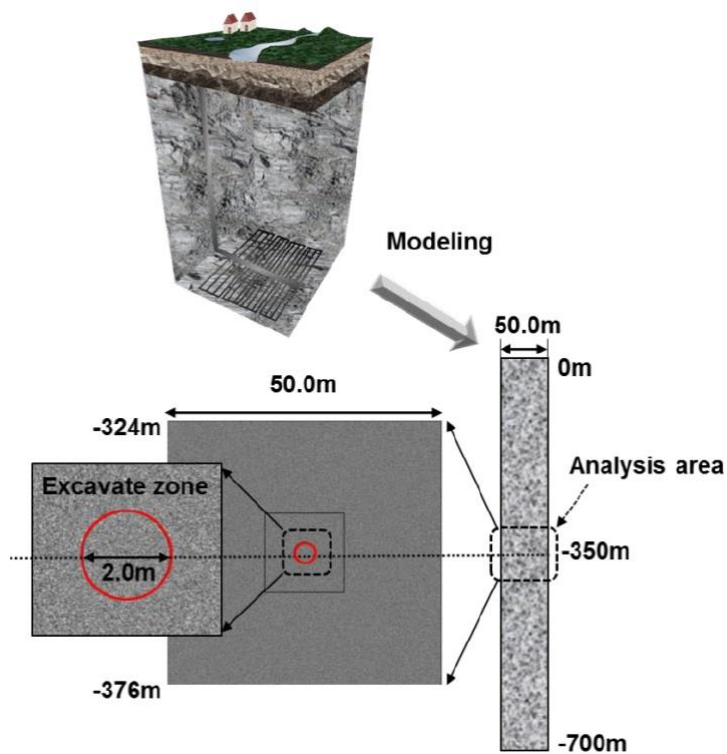 Modeling
50.0m
0m
50.0m
-324m
Analysis area
Excavate zone
-350m
2.0m
-376m
-700m